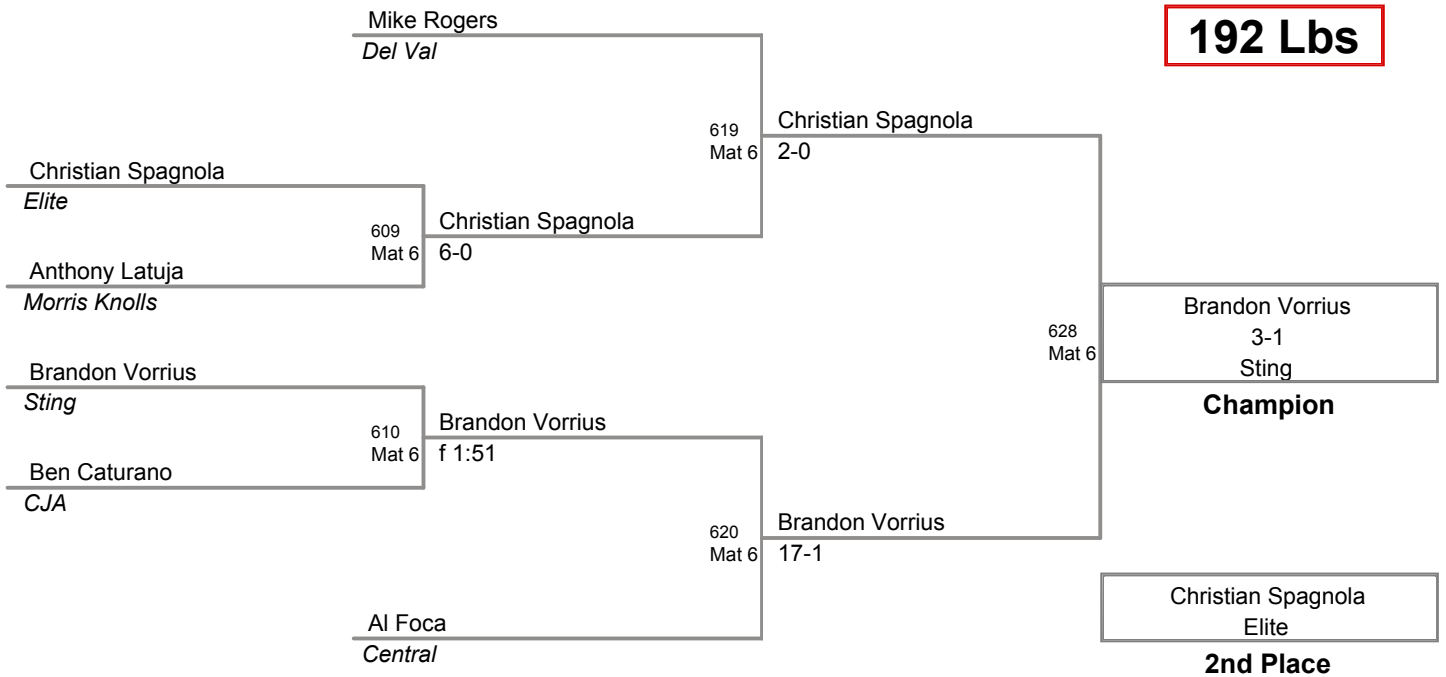 Mike Rogers
Del Val
192 Lbs
619
Mat 6
Christian Spagnola
2-0
Christian Spagnola
Elite
609
Mat 6
Christian Spagnola
6-0
Anthony Latuja
Morris Knolls
628
Mat 6
Brandon Vorrius
3-1
Sting
Champion
Brandon Vorrius
Sting
610
Mat 6
Brandon Vorrius
f 1:51
Ben Caturano
CJA
620
Mat 6
Brandon Vorrius
17-1
Al Foca
Central
Christian Spagnola
Elite
2nd Place